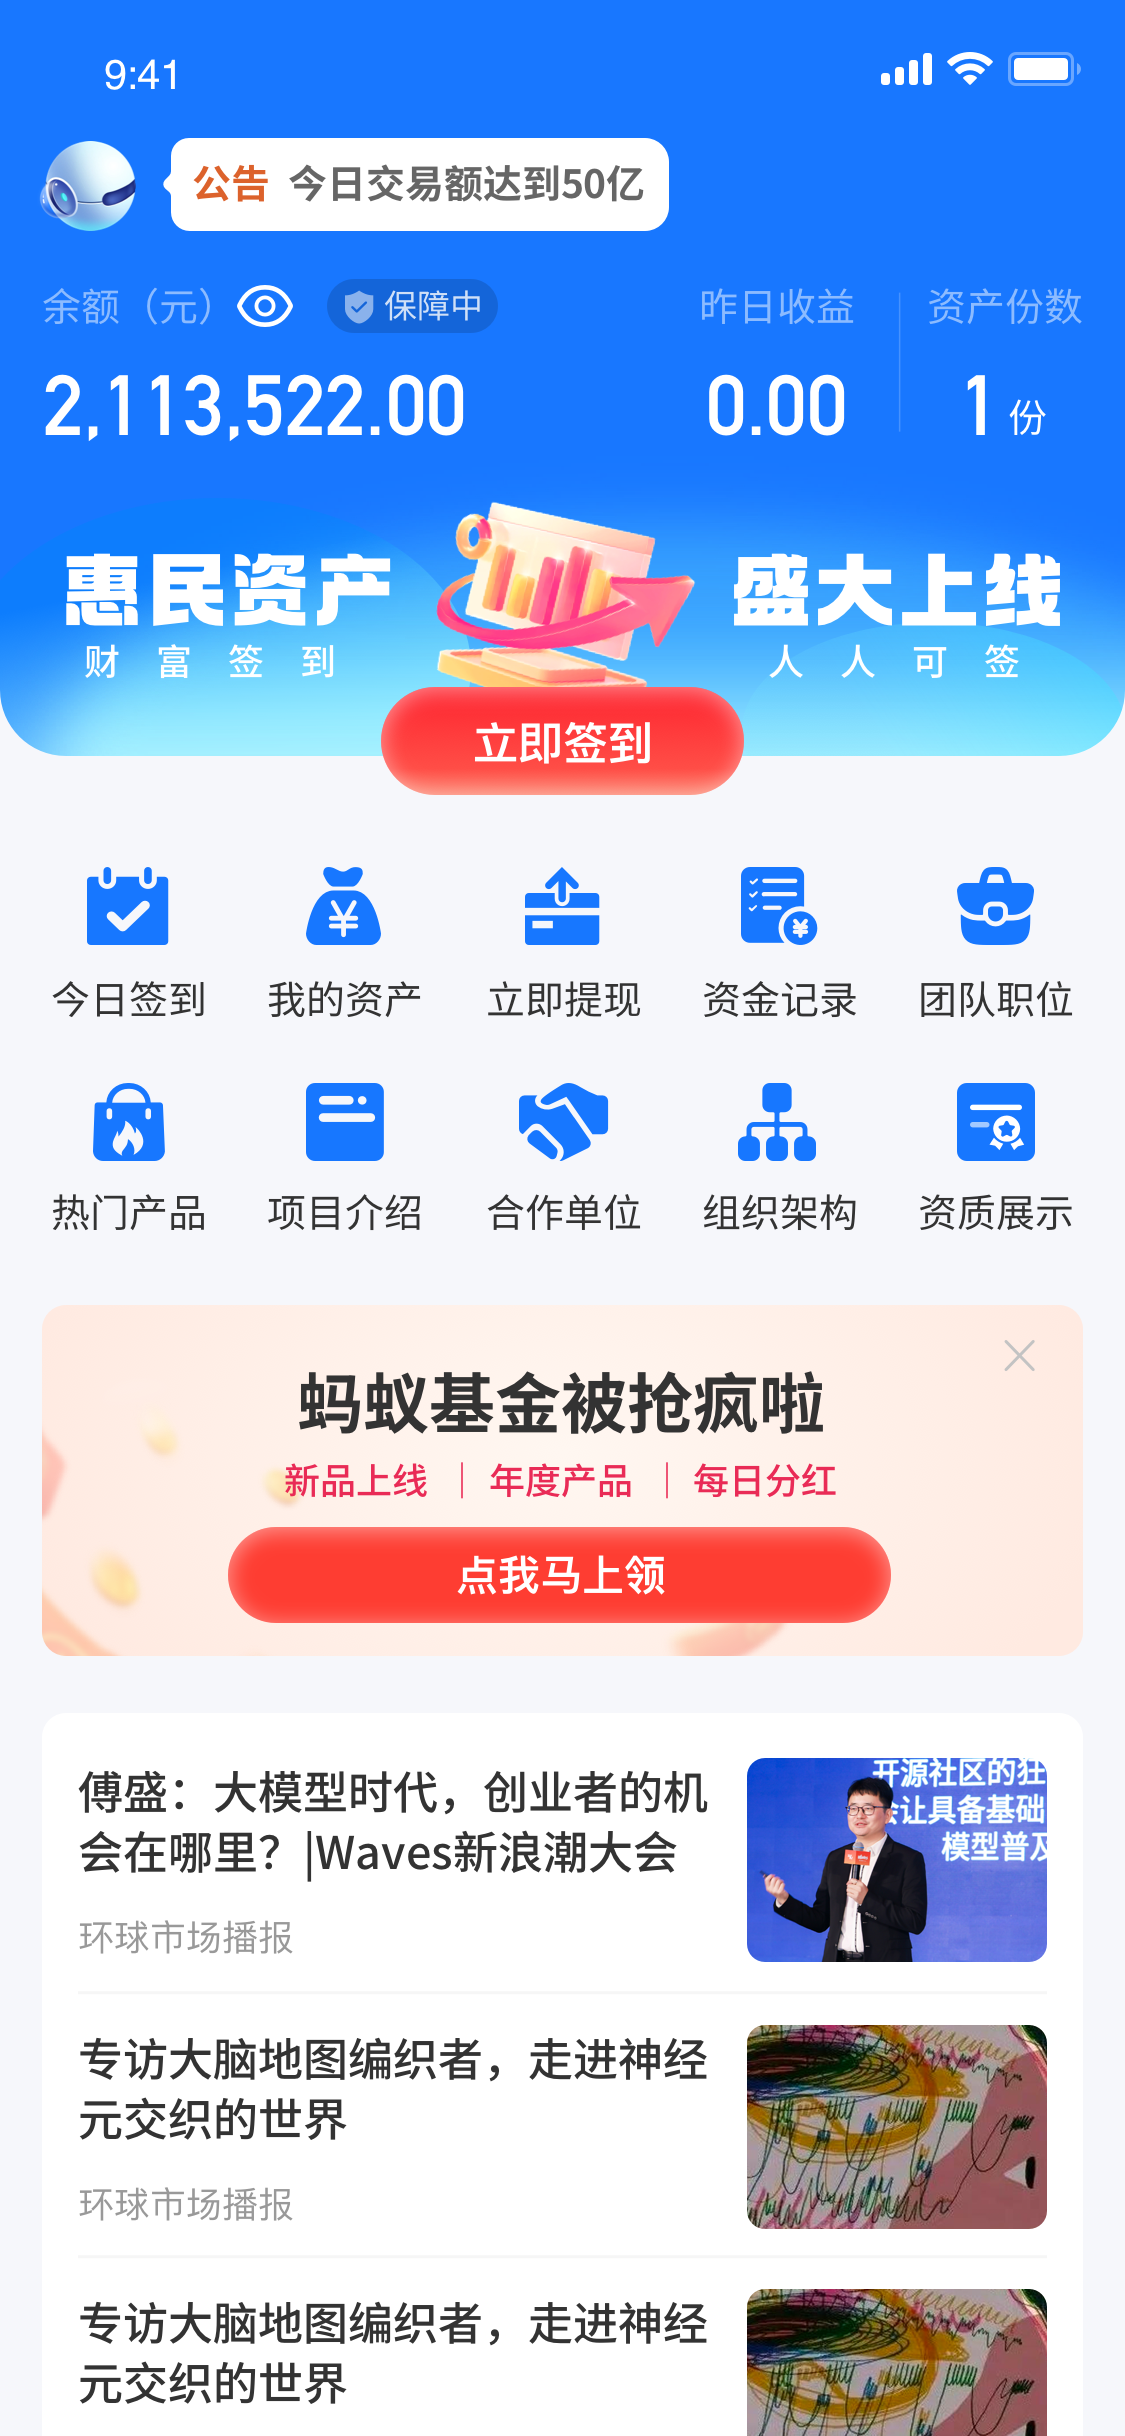 9:41
公告 今日交易额达到50亿
余额（元） 保障中 昨日收益 资产份数
2,113,522.00 0.00 1 份
惠民资产 盛大上线
财富签到 人人可签
立即签到
今日签到 我的资产 立即提现 资金记录 团队职位
热门产品 项目介绍 合作单位 组织架构 资质展示
蚂蚁基金被抢疯啦
新品上线 | 年度产品 | 每日分红
点我马上领
傅盛：大模型时代，创业者的机
会在哪里？|Waves新浪潮大会
环球市场播报
开源社区的狂
会让具备基础
模型普及
专访大脑地图编织者，走进神经
元交织的世界
环球市场播报
专访大脑地图编织者，走进神经
元交织的世界